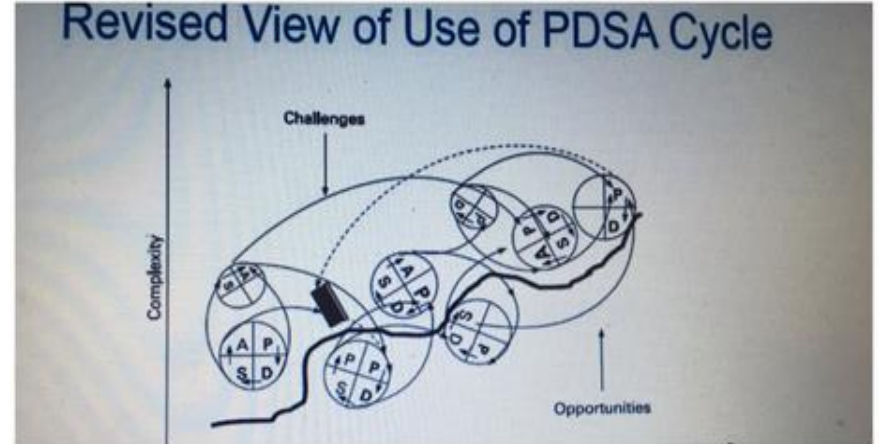 Revised View of Use of PDSA Cycle
Challenges
Complexity
A P
S D
A
S P
D
P P
S D
S
D P
D
P S
A
P
D
Opportunities